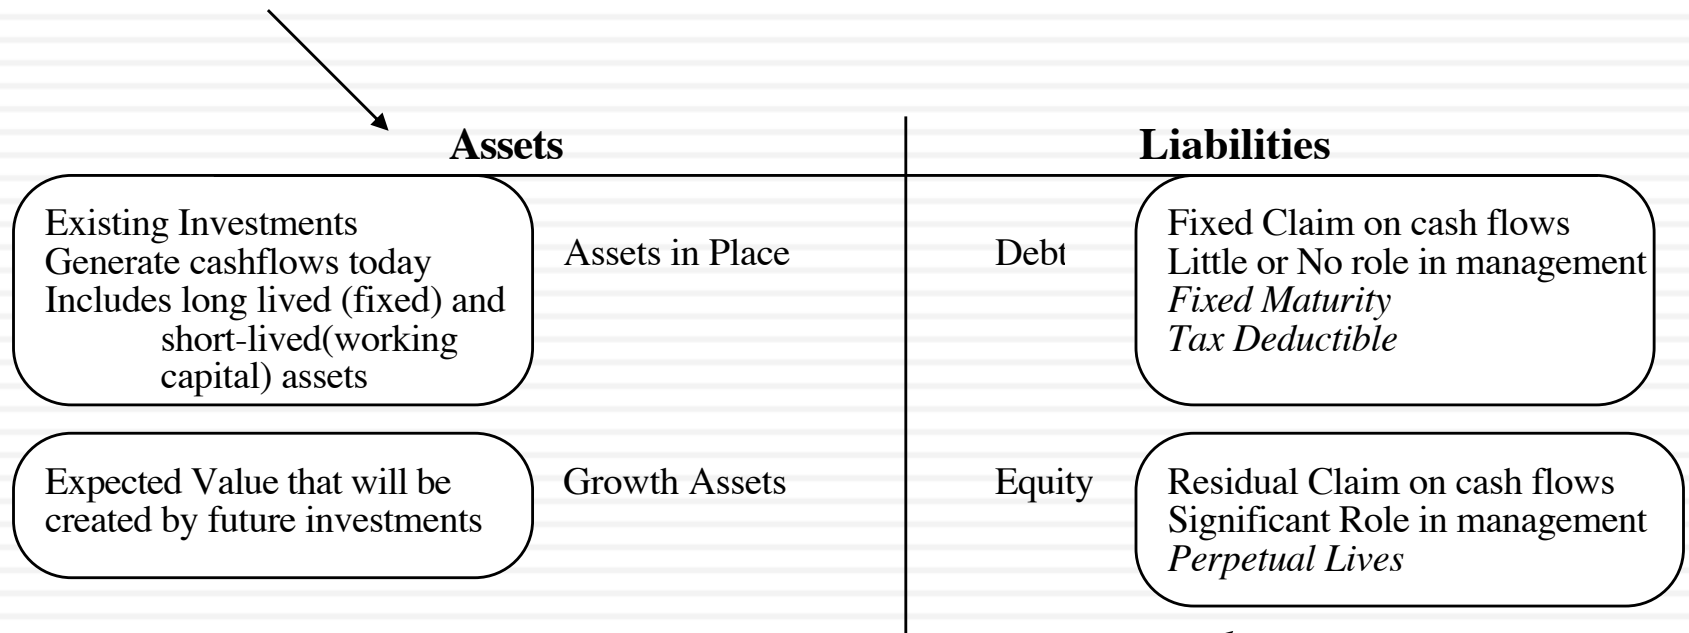 Assets
Liabilities
Existing Investments
Generate cashflows today
Includes long lived (fixed) and
short-lived(working
capital) assets
Assets in Place
Debt
Fixed Claim on cash flows
Little or No role in management
Fixed Maturity
Tax Deductible
Expected Value that will be
created by future investments
Growth Assets
Equity
Residual Claim on cash flows
Significant Role in management
Perpetual Lives